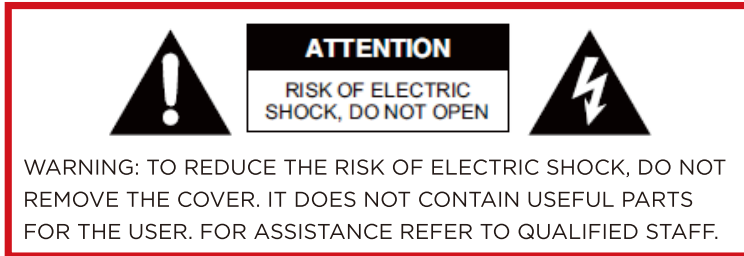 ATTENTION
RISK OF ELECTRIC
SHOCK, DO NOT OPEN
WARNING: TO REDUCE THE RISK OF ELECTRIC SHOCK, DO NOT
REMOVE THE COVER. IT DOES NOT CONTAIN USEFUL PARTS
FOR THE USER. FOR ASSISTANCE REFER TO QUALIFIED STAFF.